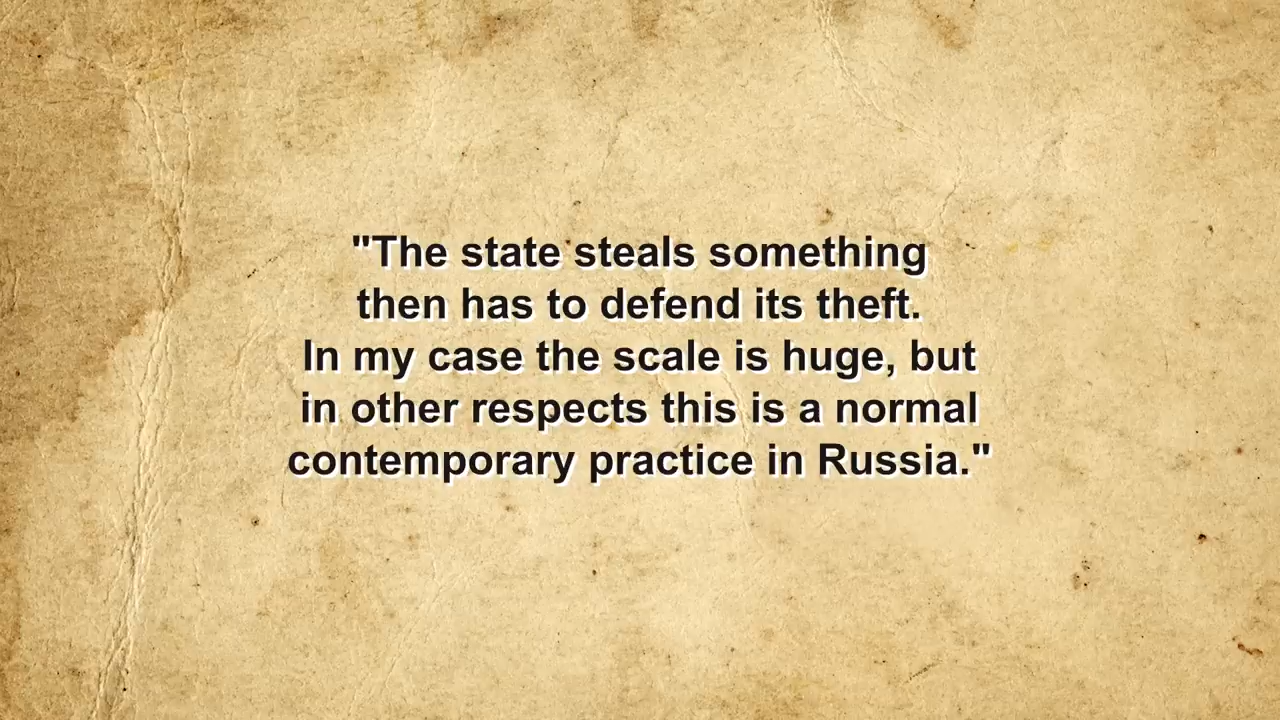 "The state steals something
then has to defend its theft.
In my case the scale is huge, but
in other respects this is a normal
contemporary practice in Russia."